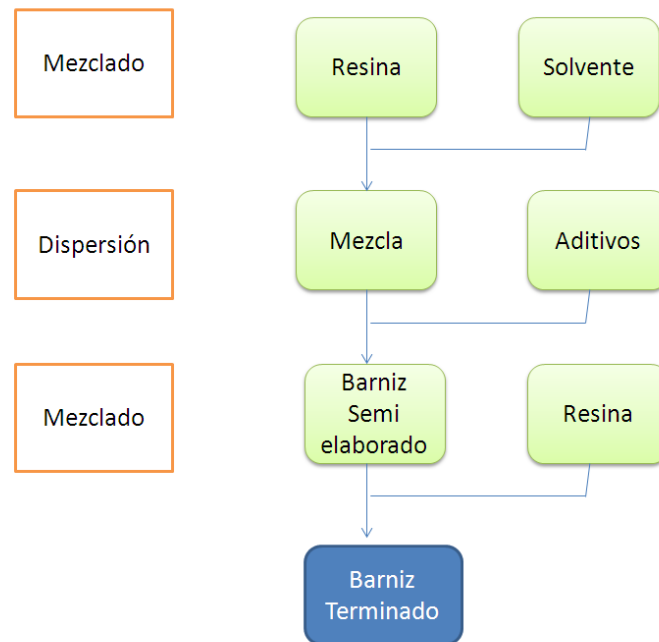 Mezclado
Resina
Solvente
Dispersión
Mezcla
Aditivos
Mezclado
Barniz
Semi
elaborado
Resina
Barniz
Terminado